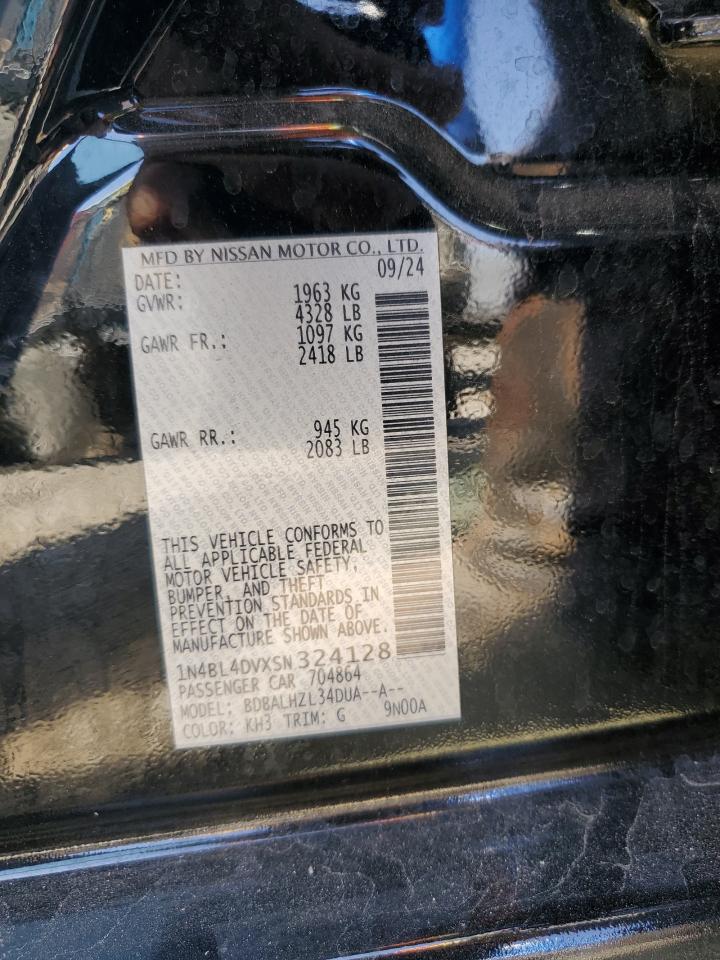 MFD BY NISSAN MOTOR CO., LTD.
DATE: 09/24
GVWR: 1963 KG
4328 LB
GAWR FR.: 1097 KG
2418 LB
GAWR RR.: 945 KG
2083 LB
THIS VEHICLE CONFORMS TO
ALL APPLICABLE FEDERAL
MOTOR VEHICLE SAFETY,
BUMPER, AND THEFT
PREVENTION STANDARDS IN
EFFECT ON THE DATE OF
MANUFACTURE SHOWN ABOVE.
1N4BL4DVXSN324128
PASSENGER CAR 704864
MODEL: BDBALHZL34DUA--A--
COLOR: KH3 TRIM: G 9N00A